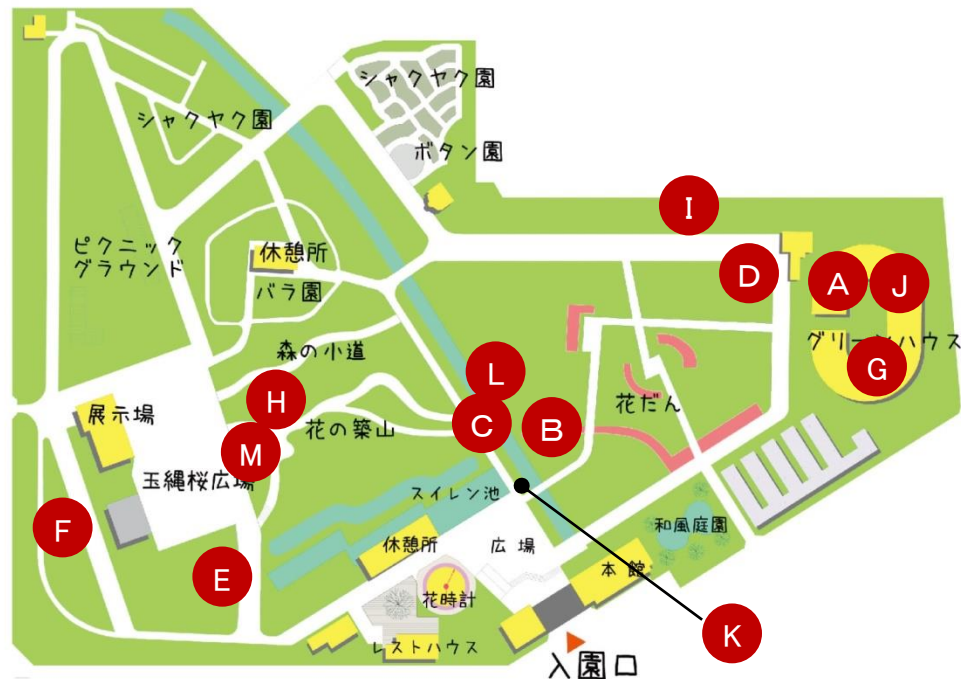 シャクヤク園
シャクヤク園
ボタン園
I
ピクニック
グラウンド
休憩所
バラ園
D
A
J
グリーンハウス
G
森の小道
L
H
C
B
花だん
展示場
花の築山
M
玉縄桜広場
スイレン池
F
和風庭園
休憩所
広場
本館
E
花時計
K
レストハウス
入園口